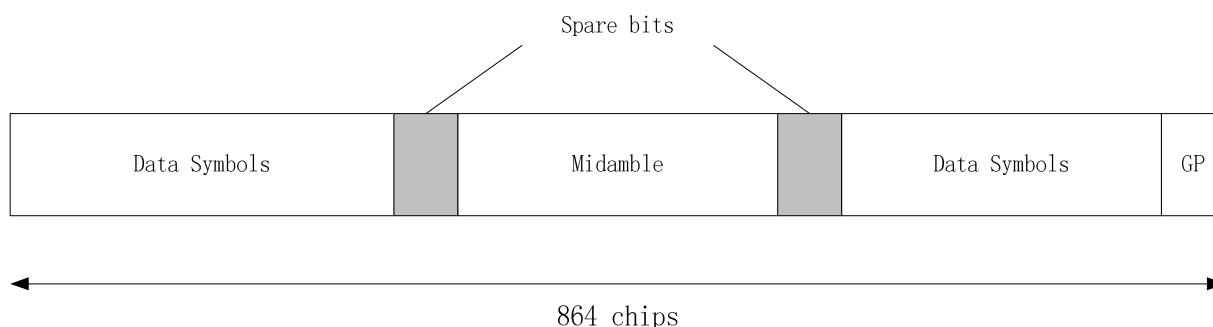 Spare bits
Data Symbols
Midamble
Data Symbols
GP
864 chips